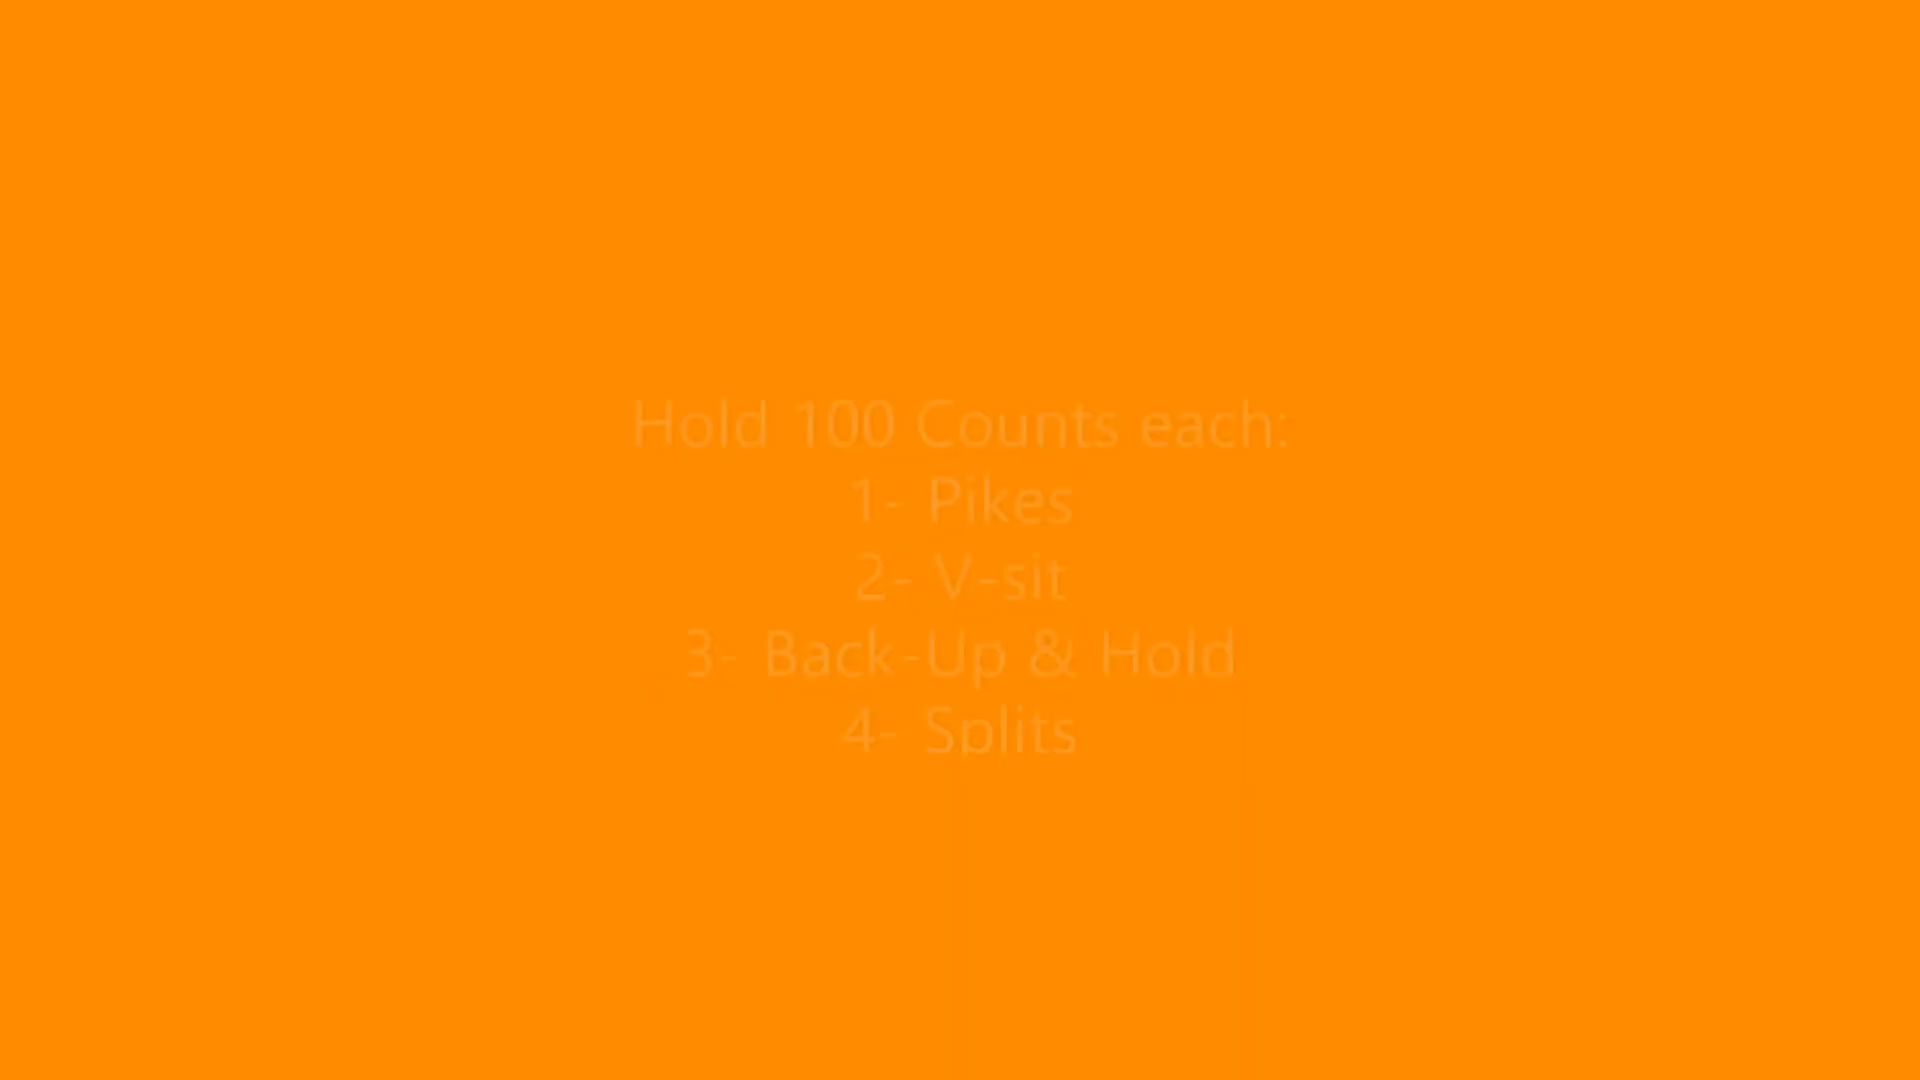 Hold 100 Counts each:
1- Pikes
2- V-sit
3- Back-Up & Hold
4- Splits